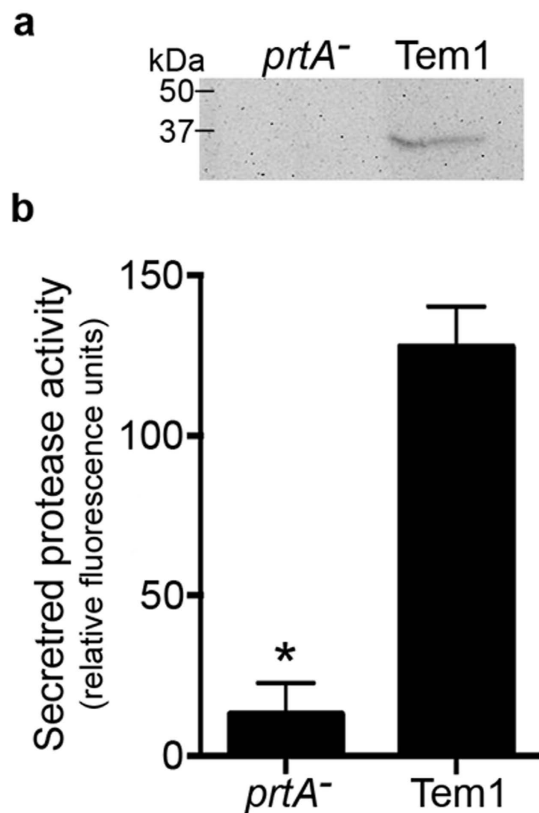 a
kDa prtA⁻ Tem1
50
37
b
150
100
50
0
Secretred protease activity
(relative fluorescence units)
*
prtA⁻ Tem1